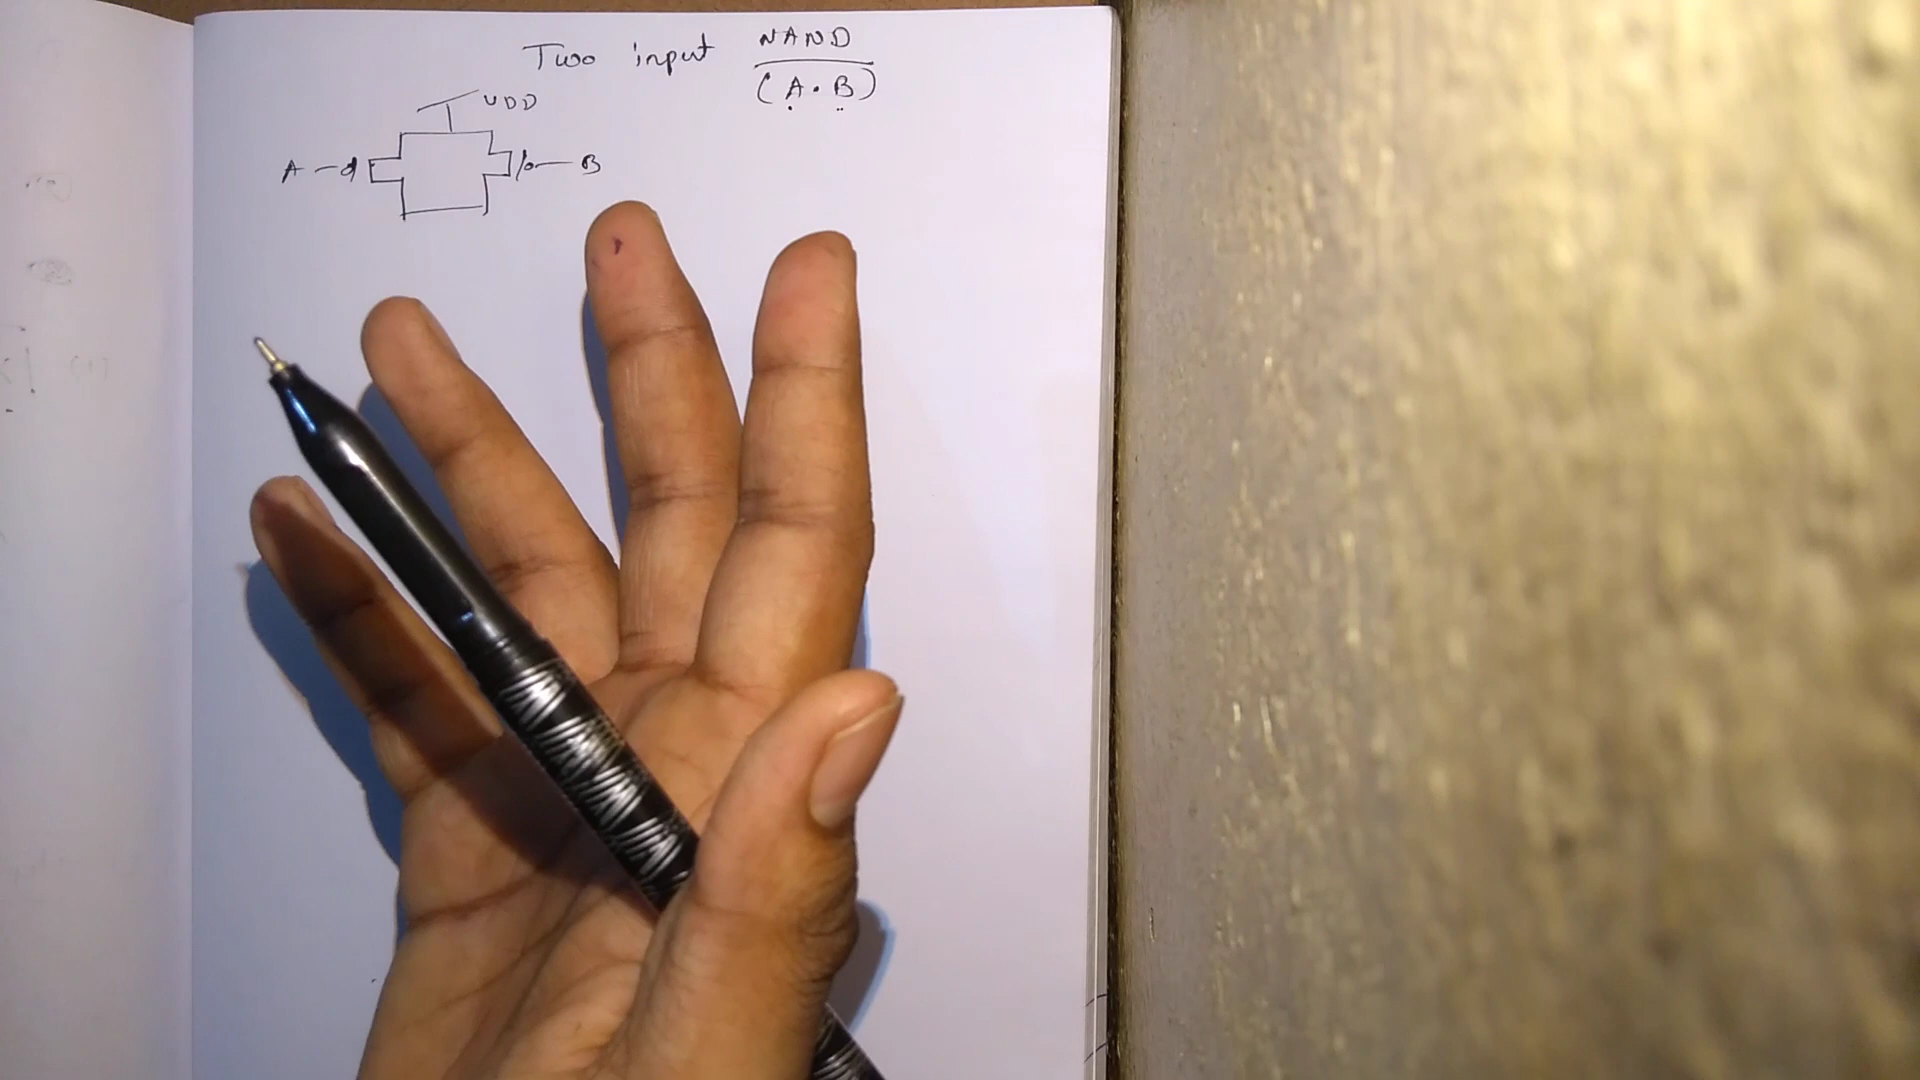 Two input NAND
(A.B)
VDD
A B